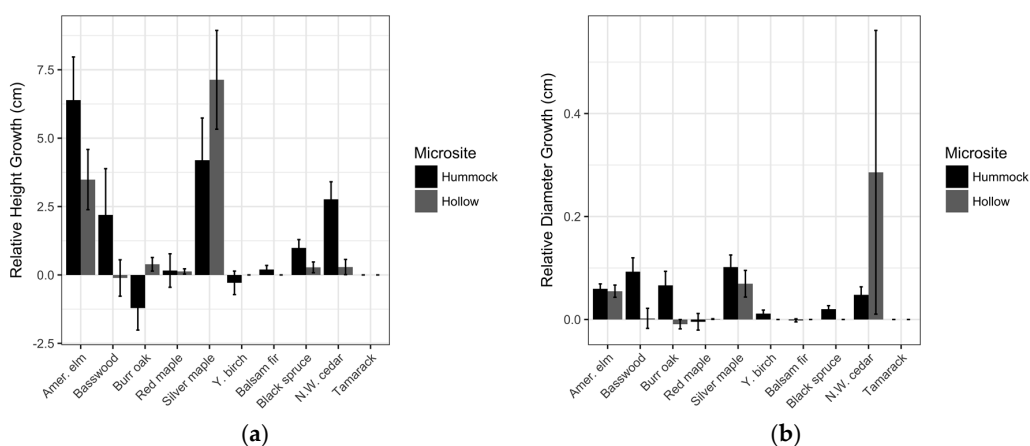 Relative Height Growth (cm)
7.5
5.0
2.5
0.0
-2.5
Amer. elm
Basswood
Burr oak
Red maple
Silver maple
Y. birch
Balsam fir
Black spruce
N.W. cedar
Tamarack
Microsite
Hummock
Hollow
(a)
Relative Diameter Growth (cm)
0.4
0.2
0.0
Amer. elm
Basswood
Burr oak
Red maple
Silver maple
Y. birch
Balsam fir
Black spruce
N.W. cedar
Tamarack
Microsite
Hummock
Hollow
(b)